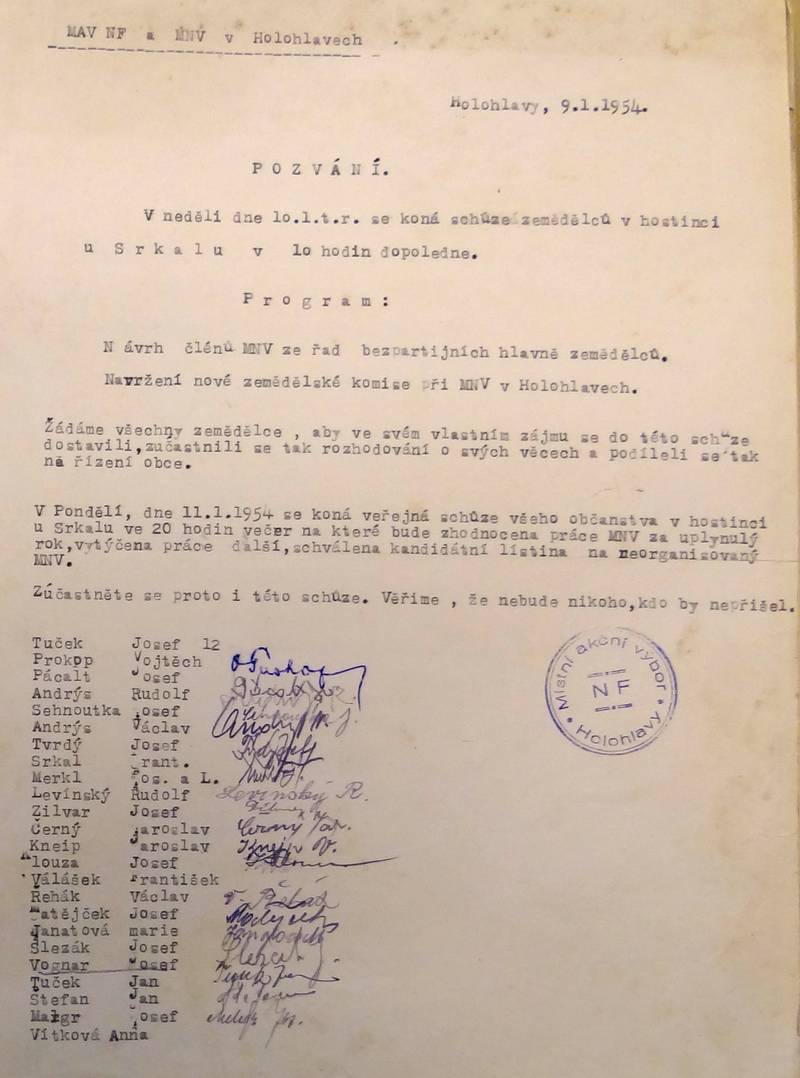 MAV NF a MNV v Holohlavech .
Holohlavy, 9.1.1954.
P O Z V Á N Í.
V neděli dne lo.l.t.r. se koná schůze zemědělců v hostinci
u S r k a l u v lo hodin dopoledne.
P r o g r a m :
N ávrh členů MNV ze řad bezpartijních hlavně zemědělců.
Navržení nové zemědělské komise při MNV v Holohlavech.
Žádáme všechny zemědělce , aby ve svém vlastním zájmu se do této schůze
dostavili,zučastnili se tak rozhodování o svých věcech a podíleli se tak
na řízení obce.
V Pondělí, dne 11.1.1954 se koná veřejná schůze všeho občanstva v hostinci
u Srkalu ve 20 hodin večer na které bude zhodnocena práce MNV za uplynulý
rok,vytýčena práce další,schválena kandidátní listina na neorganisovaný
MNV.
Zúčastněte se proto i této schůze. Věříme , že nebude nikoho,kdo by nepřišel.
Tuček Josef 12
Prokpp Vojtěch
Pácalt Josef
Andrýs Rudolf
Sehnoutka Josef
Andrýs Václav
Tvrdý Josef
Srkal Frant.
Merkl Jos. a L.
Levínský Rudolf Levínský R.
Zilvar Josef
Černý Jaroslav Černý Jar.
Kneip Jaroslav Kneip
louza Josef
Válášek František
Rehák Václav
Matějček Josef
Janatová marie
Šlezák Josef
Vognar Josef
Tuček Jan
Stefan Jan
Maigr Josef
Vítková Anna
Místní akční výbor
NF
Holohlavy